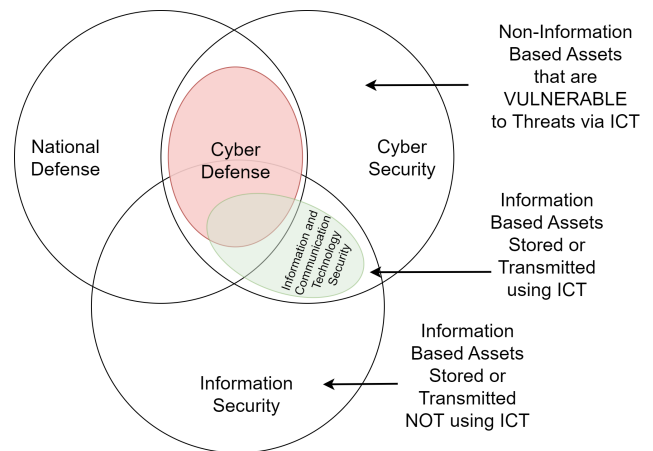 National
Defense
Cyber
Defense
Cyber
Security
Information and
Communication
Technology
Security
Information
Security
Non-Information
Based Assets
that are
VULNERABLE
to Threats via ICT
Information
Based Assets
Stored or
Transmitted
using ICT
Information
Based Assets
Stored or
Transmitted
NOT using ICT